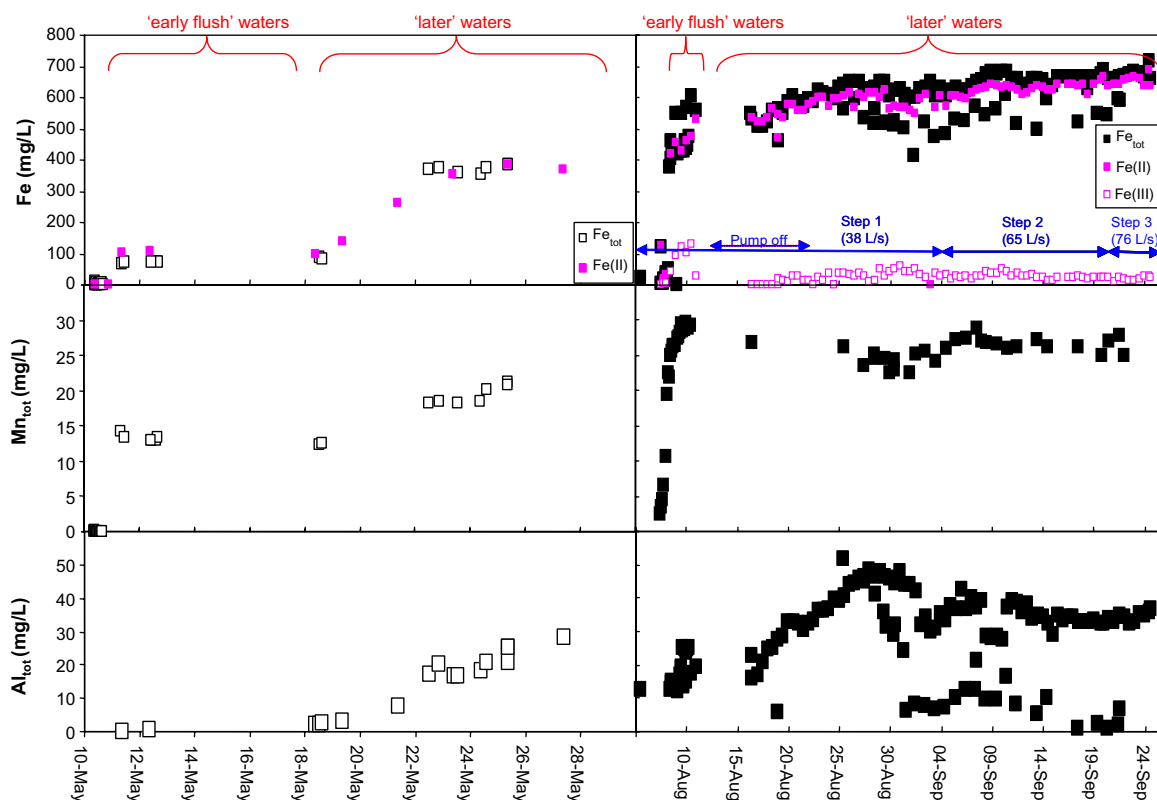 ‘early flush’ waters
‘later’ waters
‘early flush’ waters
‘later’ waters
Fe (mg/L)
800
700
600
500
400
300
200
100
0
Fetot
Fe(II)
Fetot
Fe(II)
Fe(III)
Pump off
Step 1
(38 L/s)
Step 2
(65 L/s)
Step 3
(76 L/s)
Mntot (mg/L)
30
25
20
15
10
5
0
Altot (mg/L)
50
40
30
20
10
0
10-May
12-May
14-May
16-May
18-May
20-May
22-May
24-May
26-May
28-May
10-Aug
15-Aug
20-Aug
25-Aug
30-Aug
04-Sep
09-Sep
14-Sep
19-Sep
24-Sep